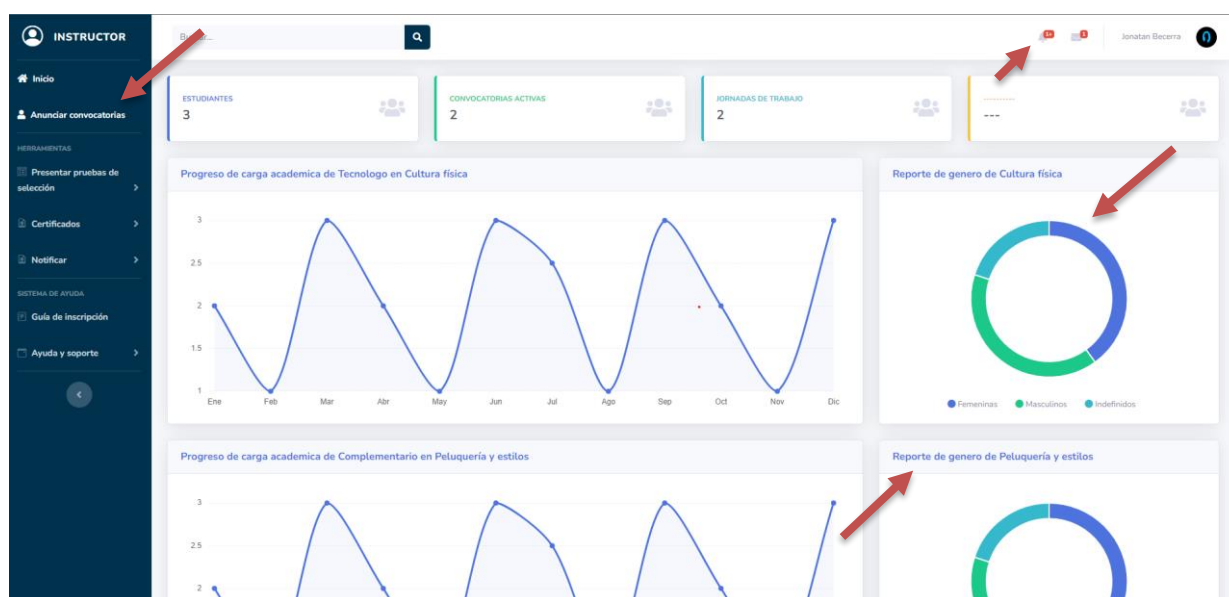 INSTRUCTOR
Inicio
Anunciar convocatorias
HERRAMIENTAS
Presentar pruebas de
selección
Certificados
Notificar
SISTEMA DE AYUDA
Guía de inscripción
Ayuda y soporte
1+
1
Jonatan Becerra
ESTUDIANTES
3
CONVOCATORIAS ACTIVAS
2
JORNADAS DE TRABAJO
2
----------
---
Progreso de carga academica de Tecnologo en Cultura física
3
2.5
2
1.5
1
Ene Feb Mar Abr May Jun Jul Ago Sep Oct Nov Dic
Reporte de genero de Cultura física
Femeninas Masculinos Indefinidos
Progreso de carga academica de Complementario en Peluquería y estilos
3
2.5
2
Reporte de genero de Peluquería y estilos